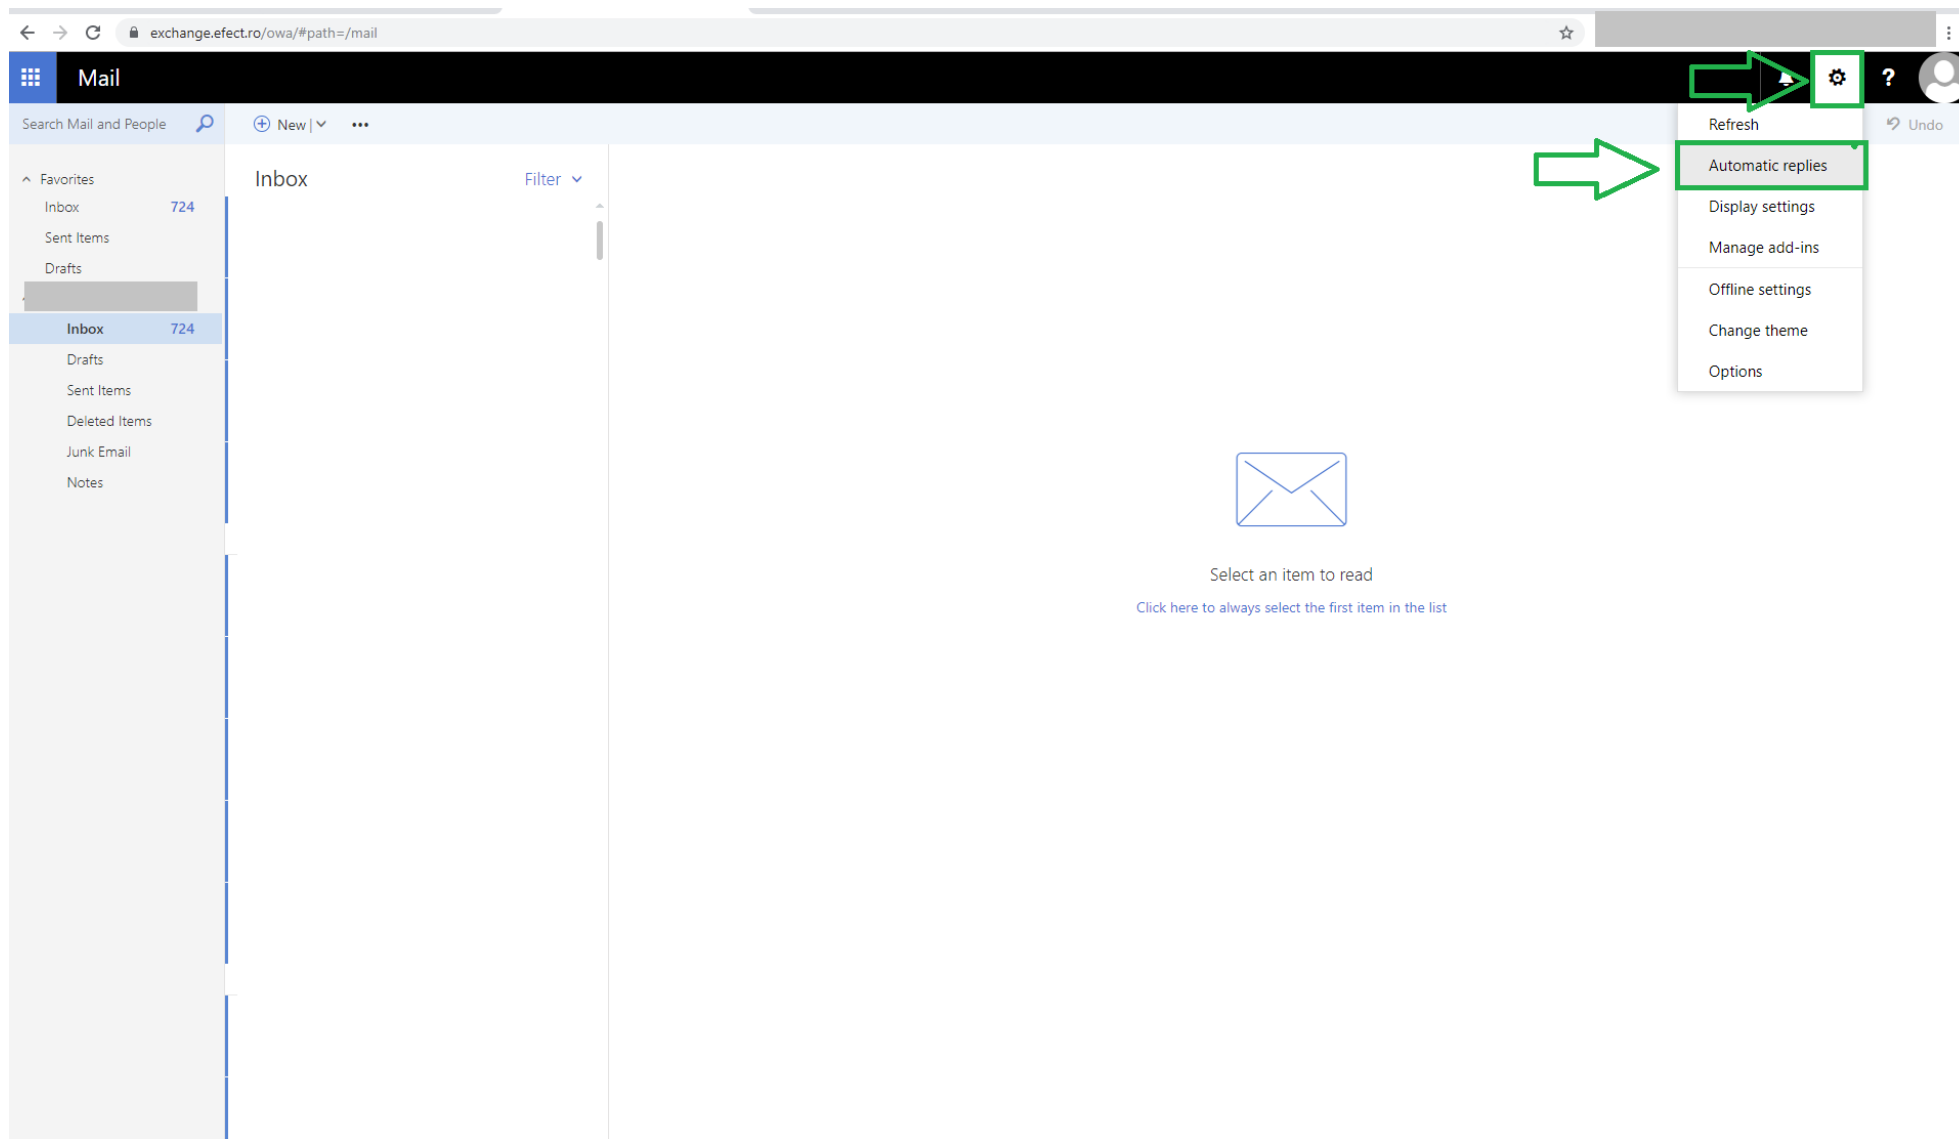 exchange.efect.ro/owa/#path=/mail
Mail
?
Search Mail and People
New
Undo
Favorites
Inbox 724
Sent Items
Drafts
Inbox 724
Drafts
Sent Items
Deleted Items
Junk Email
Notes
Inbox
Filter
Select an item to read
Click here to always select the first item in the list
Refresh
Automatic replies
Display settings
Manage add-ins
Offline settings
Change theme
Options